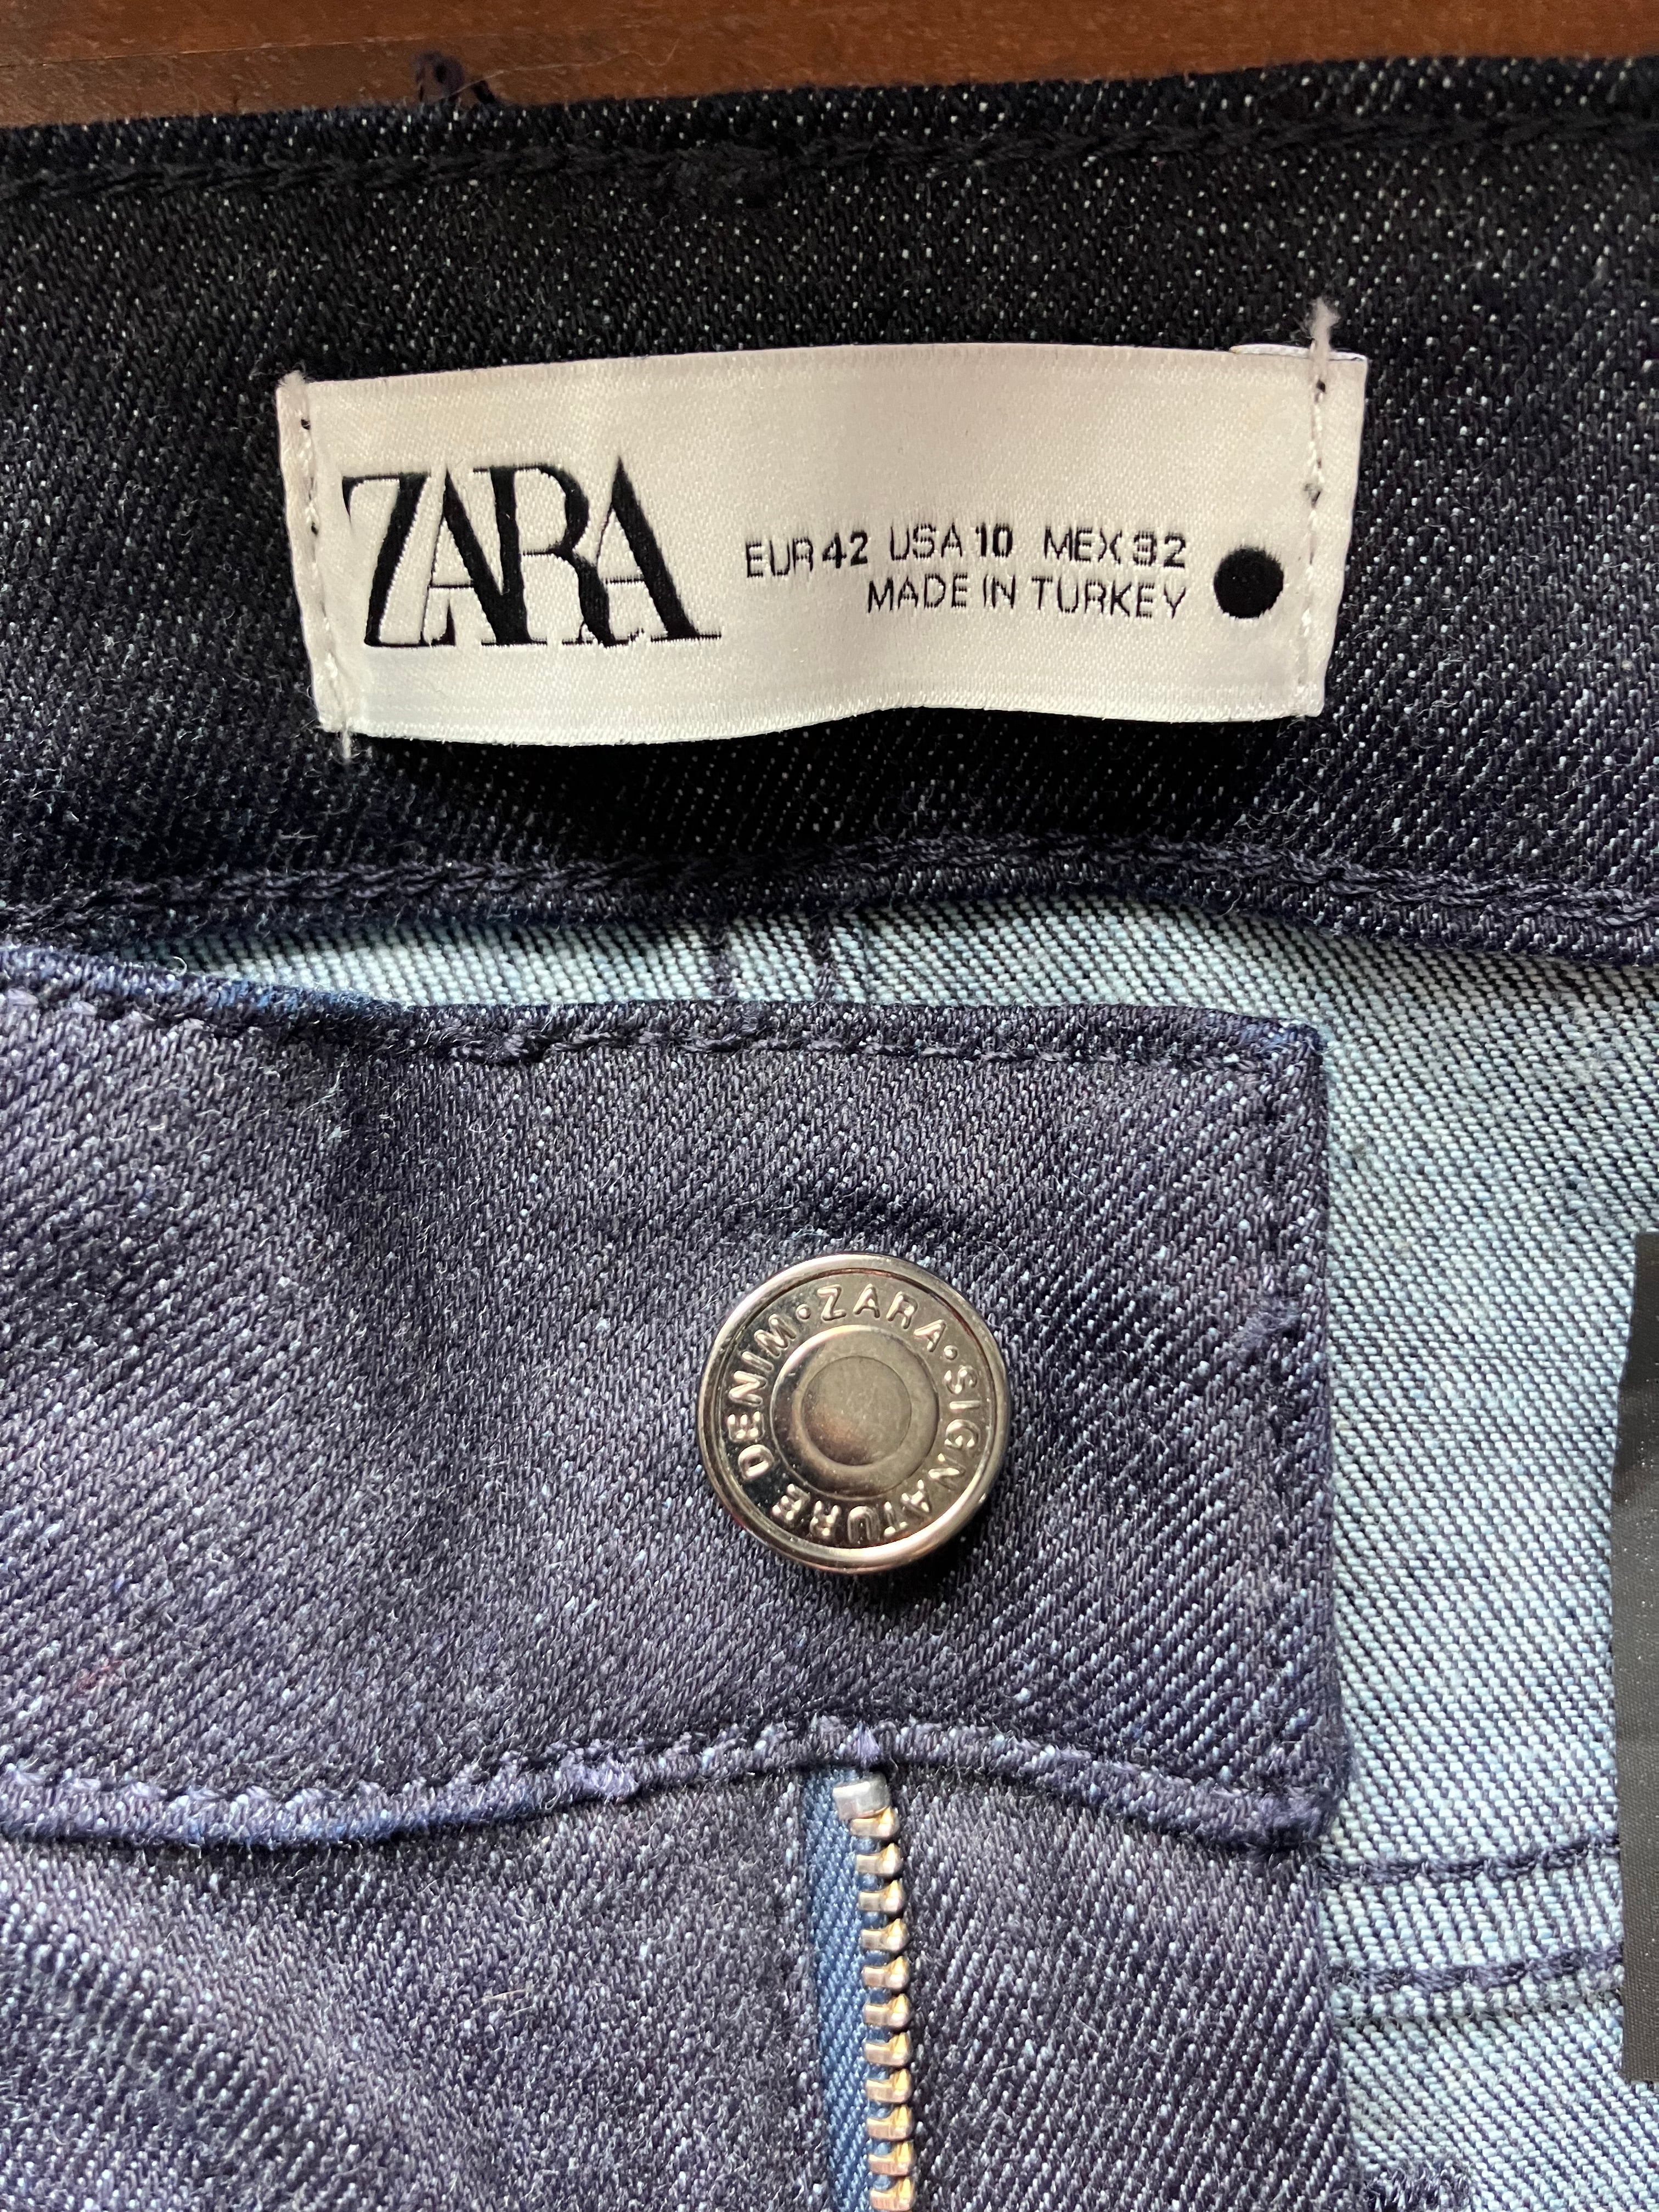 ZARA
EUR 42 USA 10 MEX 32
MADE IN TURKEY
ZARA • SIGNATURE DENIM •